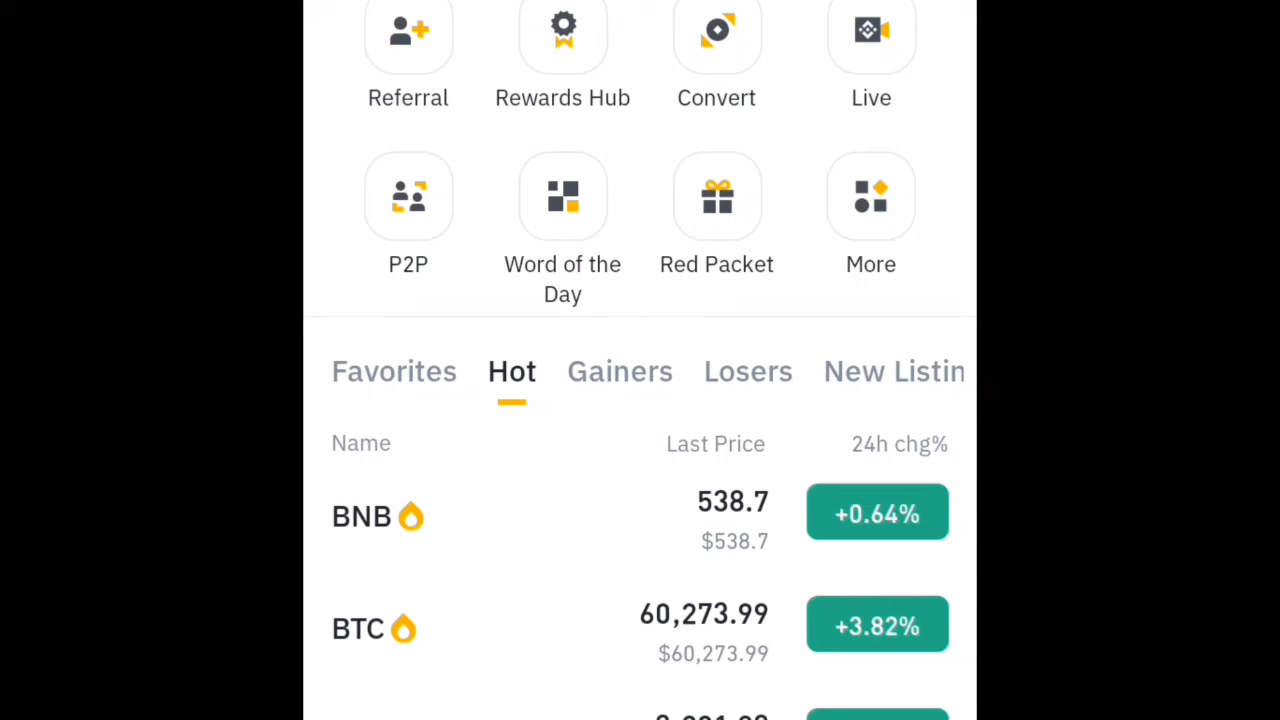 Referral Rewards Hub Convert Live
P2P Word of the Day Red Packet More
Favorites Hot Gainers Losers New Listin
Name Last Price 24h chg%
BNB 538.7 +0.64%
$538.7
BTC 60,273.99 +3.82%
$60,273.99